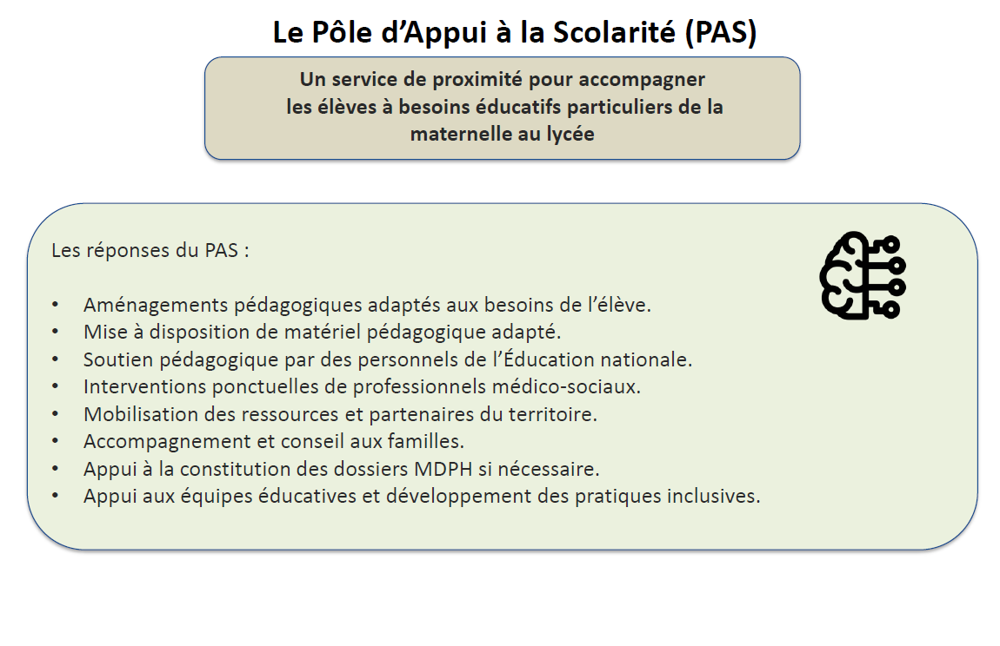 Le Pôle d’Appui à la Scolarité (PAS)
Un service de proximité pour accompagner
les élèves à besoins éducatifs particuliers de la
maternelle au lycée
Les réponses du PAS :
• Aménagements pédagogiques adaptés aux besoins de l’élève.
• Mise à disposition de matériel pédagogique adapté.
• Soutien pédagogique par des personnels de l’Éducation nationale.
• Interventions ponctuelles de professionnels médico-sociaux.
• Mobilisation des ressources et partenaires du territoire.
• Accompagnement et conseil aux familles.
• Appui à la constitution des dossiers MDPH si nécessaire.
• Appui aux équipes éducatives et développement des pratiques inclusives.